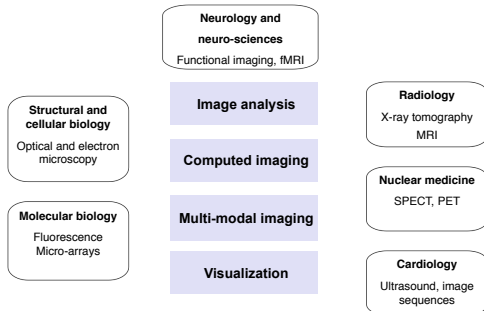 Neurology and
neuro-sciences
Functional imaging, fMRI
Structural and
cellular biology
Optical and electron
microscopy
Molecular biology
Fluorescence
Micro-arrays
Image analysis
Computed imaging
Multi-modal imaging
Visualization
Radiology
X-ray tomography
MRI
Nuclear medicine
SPECT, PET
Cardiology
Ultrasound, image
sequences